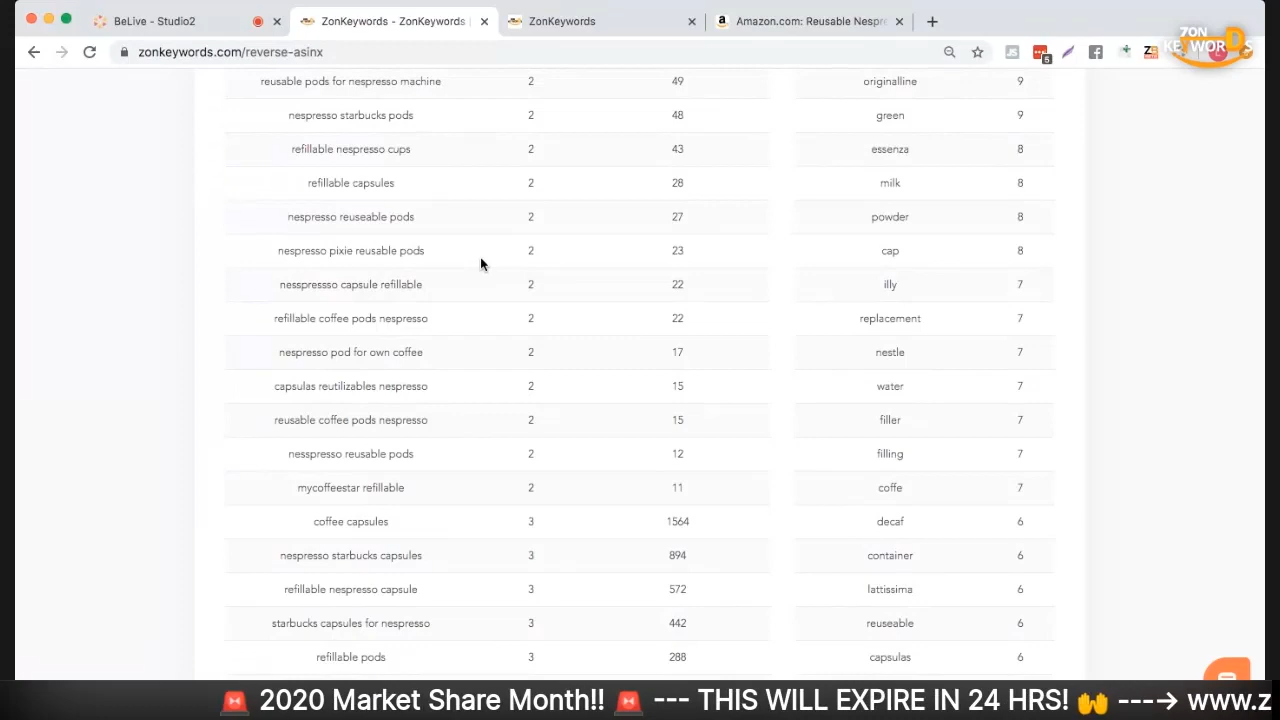 BeLive - Studio2
ZonKeywords - ZonKeywords
ZonKeywords
Amazon.com: Reusable Nespre
zonkeywords.com/reverse-asinx
JS
5
ZON
KEYWORDS
reusable pods for nespresso machine 2 49 originalline 9
nespresso starbucks pods 2 48 green 9
refillable nespresso cups 2 43 essenza 8
refillable capsules 2 28 milk 8
nespresso reuseable pods 2 27 powder 8
nespresso pixie reusable pods 2 23 cap 8
nesspressso capsule refillable 2 22 illy 7
refillable coffee pods nespresso 2 22 replacement 7
nespresso pod for own coffee 2 17 nestle 7
capsulas reutilizables nespresso 2 15 water 7
reusable coffee pods nespresso 2 15 filler 7
nesspresso reusable pods 2 12 filling 7
mycoffeestar refillable 2 11 coffe 7
coffee capsules 3 1564 decaf 6
nespresso starbucks capsules 3 894 container 6
refillable nespresso capsule 3 572 lattissima 6
starbucks capsules for nespresso 3 442 reuseable 6
refillable pods 3 288 capsulas 6
🚨 2020 Market Share Month!! 🚨 --- THIS WILL EXPIRE IN 24 HRS! 🙌 ----→ www.z